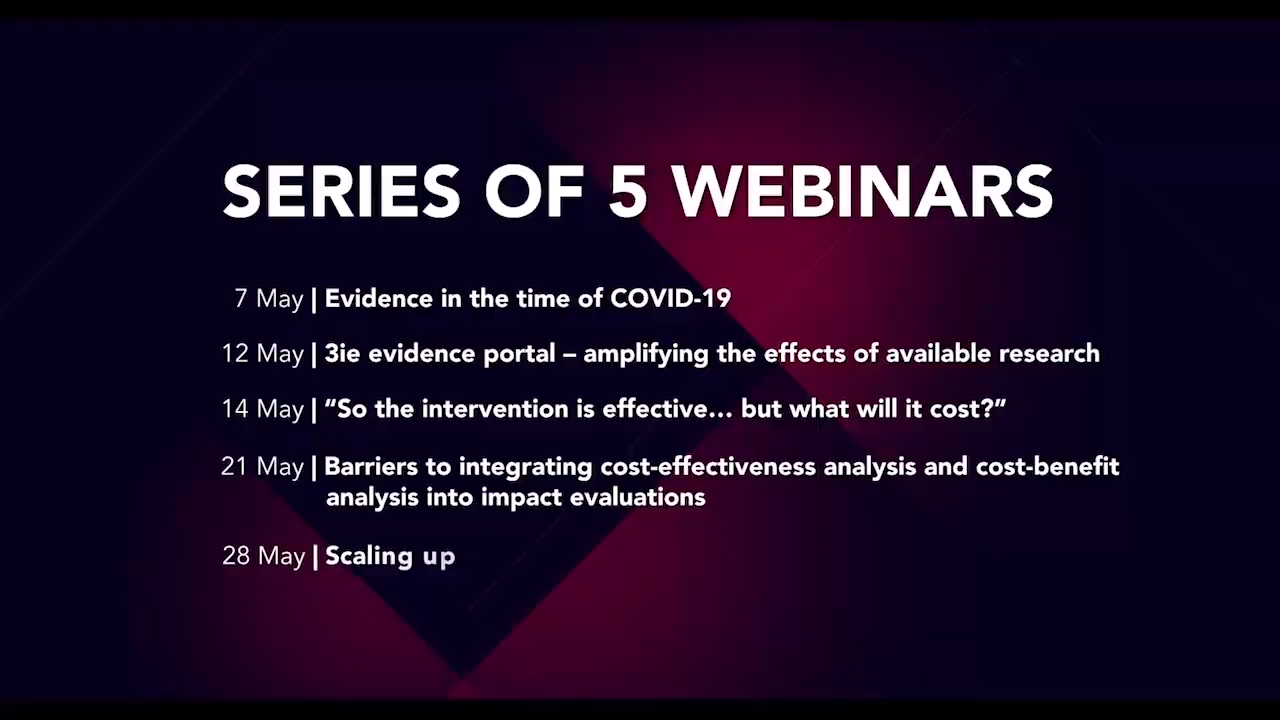 SERIES OF 5 WEBINARS
7 May | Evidence in the time of COVID-19
12 May | 3ie evidence portal – amplifying the effects of available research
14 May | “So the intervention is effective... but what will it cost?”
21 May | Barriers to integrating cost-effectiveness analysis and cost-benefit
analysis into impact evaluations
28 May | Scaling up